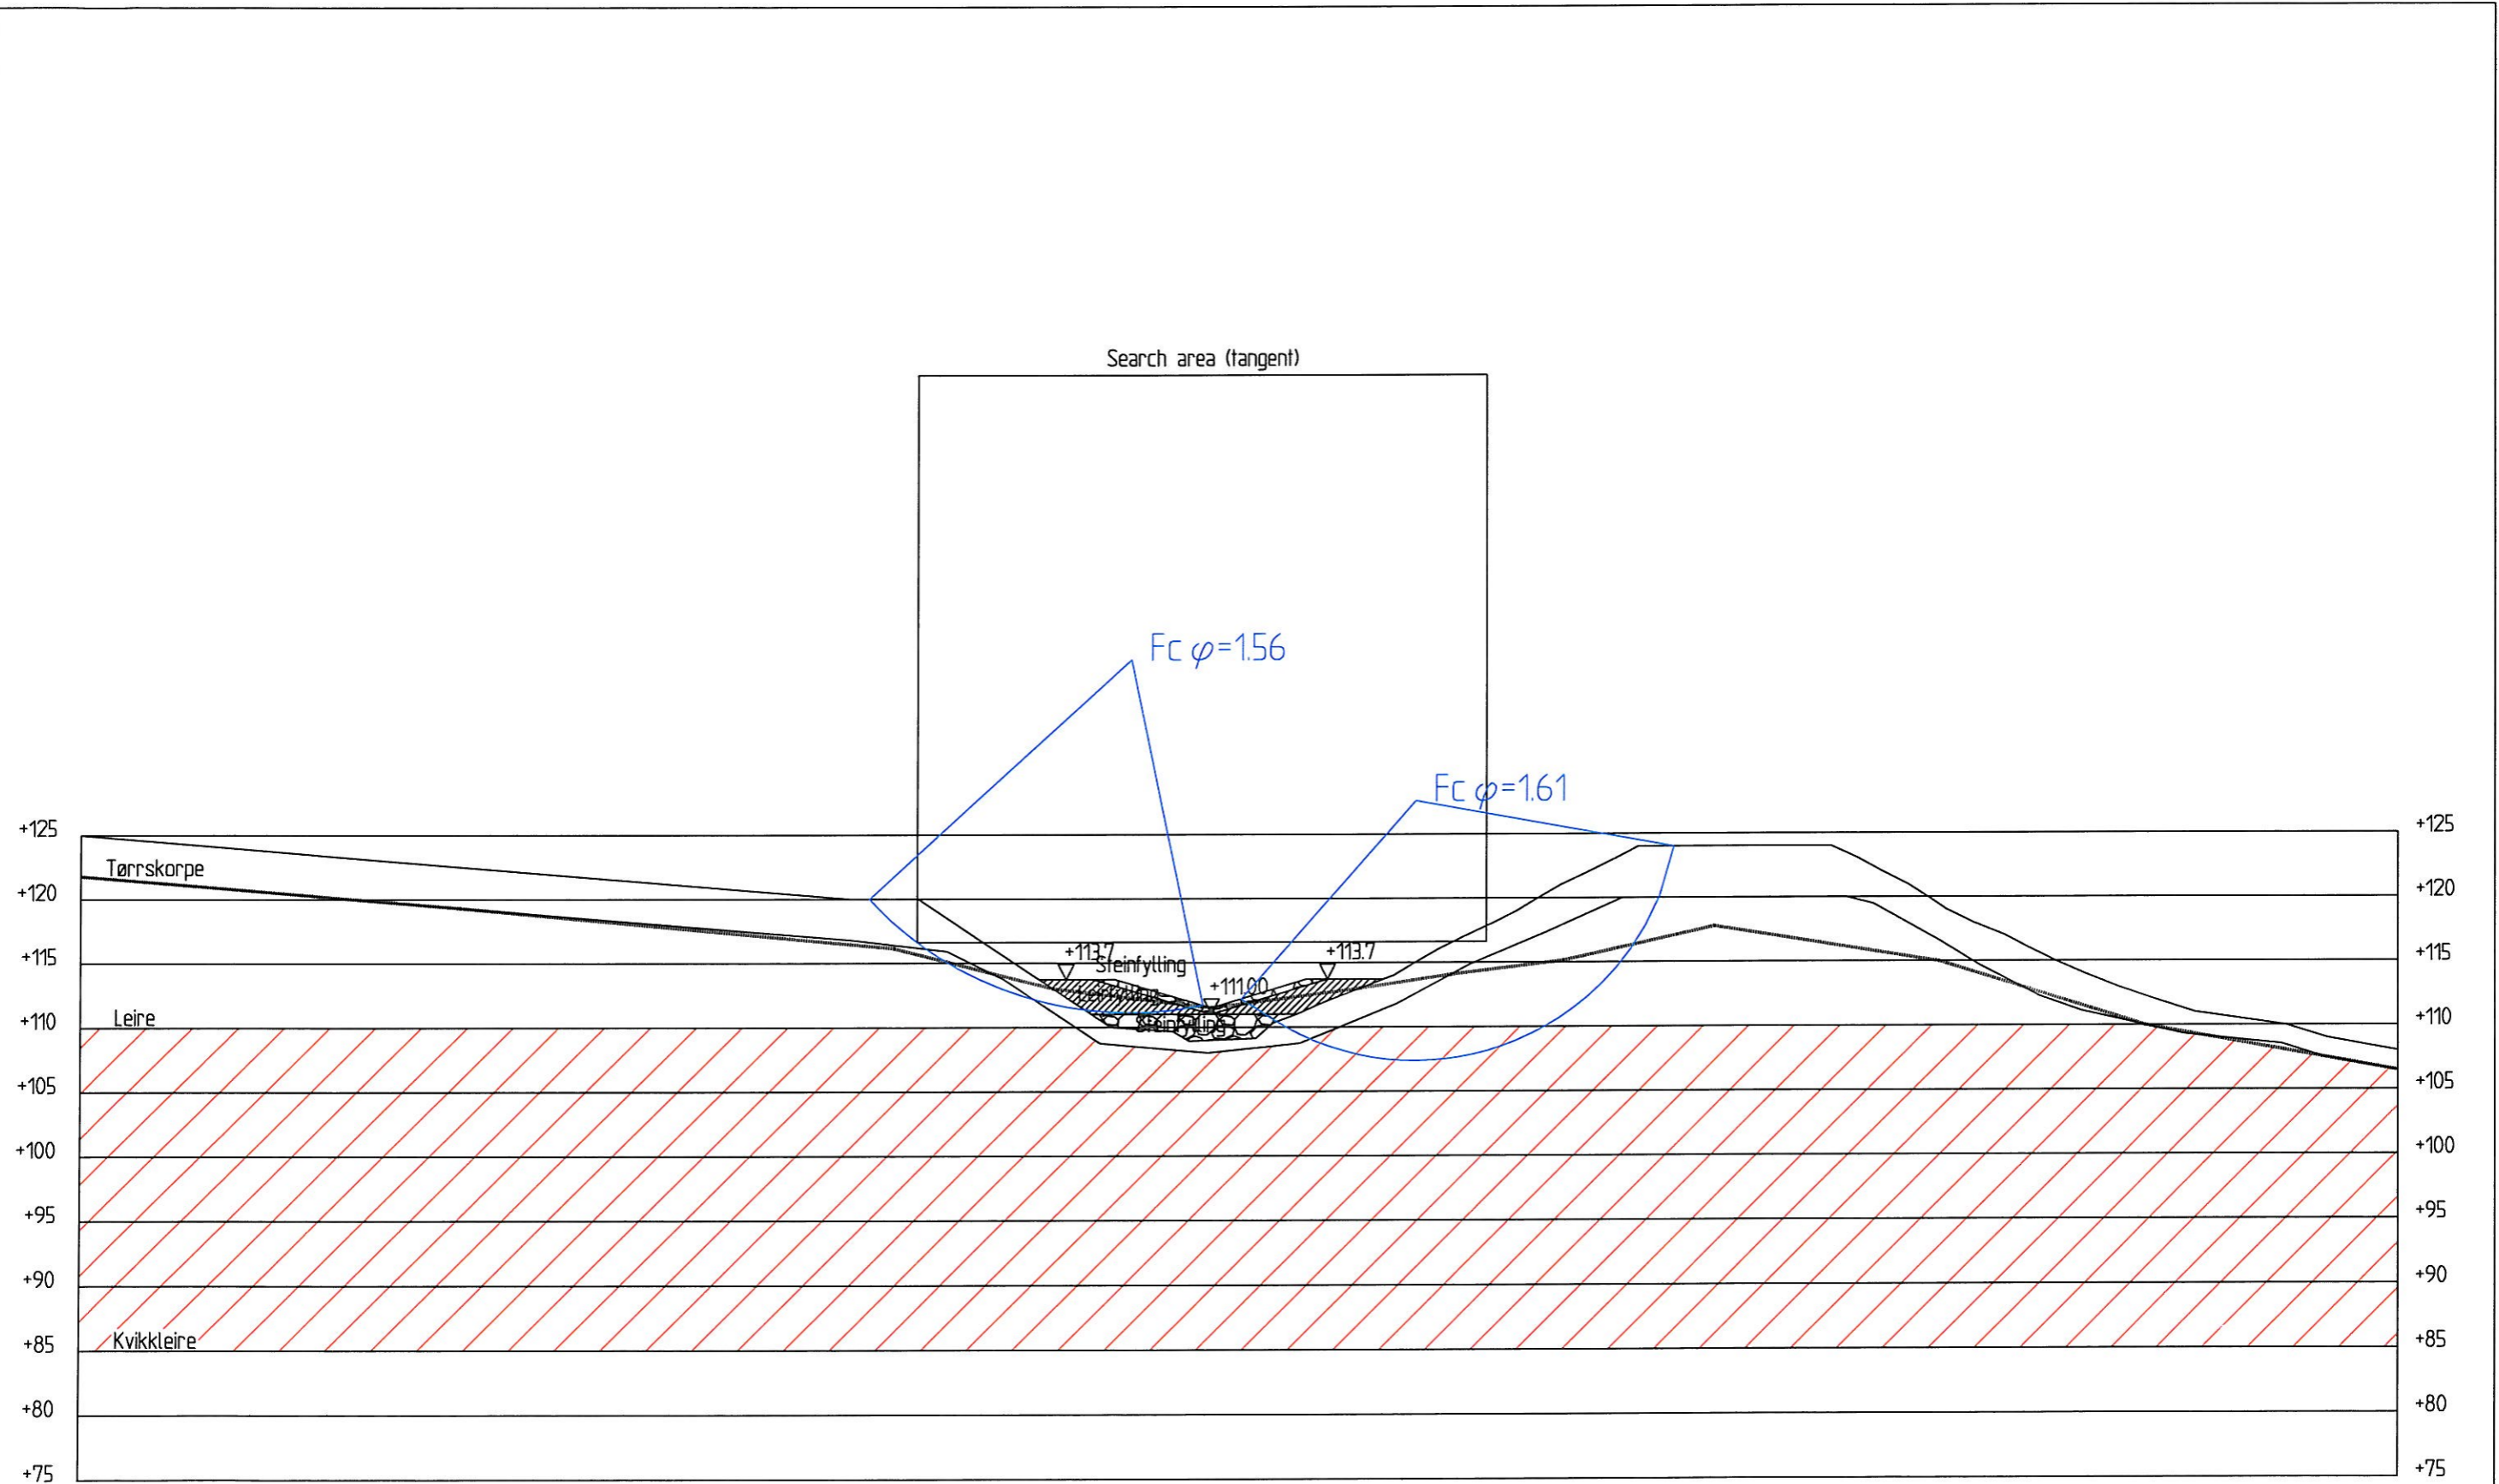 Search area (tangent)
Fc φ=1.56
Fc φ=1.61
+125 +125
Tørrskorpe
+120 +120
+113.7 +113.7
+115 Steinfylling +115
+111.00
Leire
+110 Steinfylling +110
+105 +105
+100 +100
+95 +95
+90 +90
Kvikkleire
+85 +85
+80 +80
+75 +75